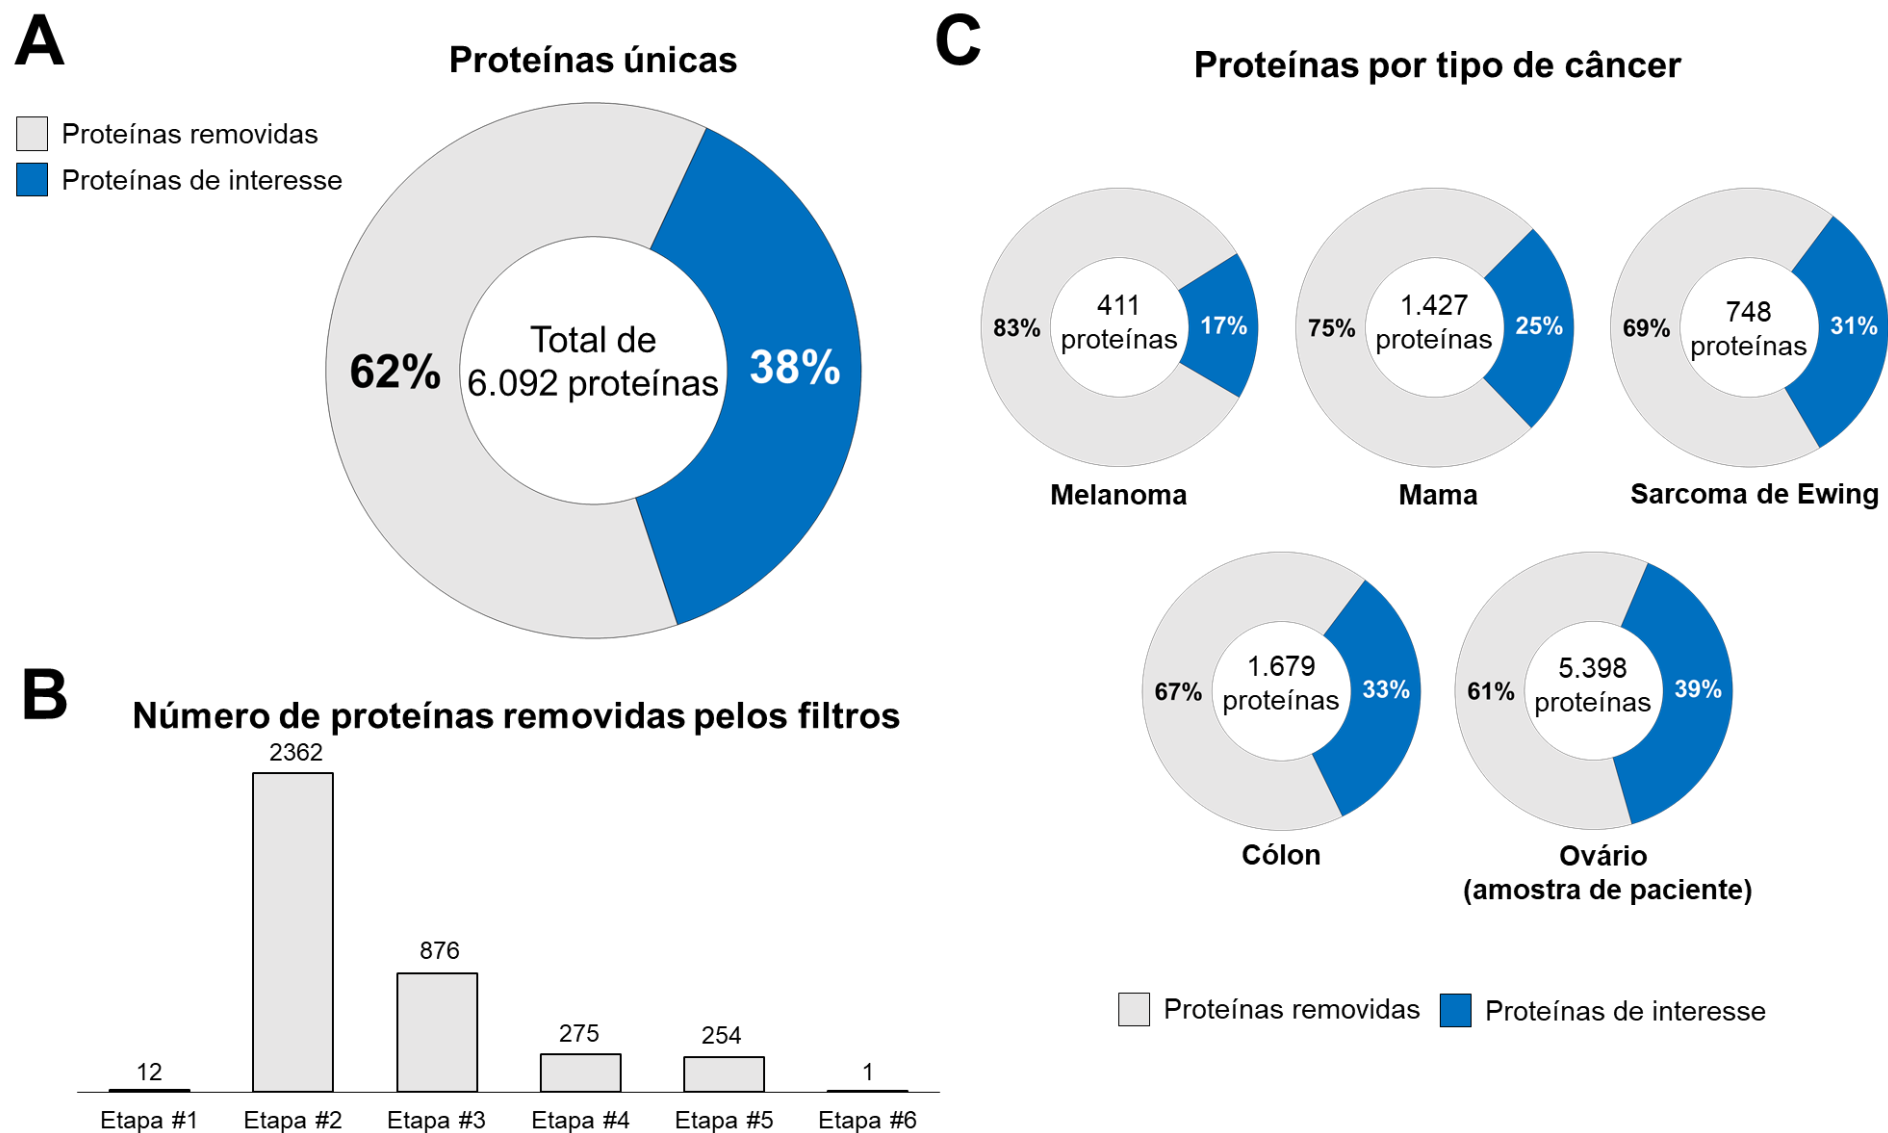 A
Proteínas únicas
Proteínas removidas
Proteínas de interesse
62%
Total de
6.092 proteínas
38%
B
Número de proteínas removidas pelos filtros
2362
876
275
254
12
1
Etapa #1
Etapa #2
Etapa #3
Etapa #4
Etapa #5
Etapa #6
C
Proteínas por tipo de câncer
83%
411
proteínas
17%
Melanoma
75%
1.427
proteínas
25%
Mama
69%
748
proteínas
31%
Sarcoma de Ewing
67%
1.679
proteínas
33%
Cólon
61%
5.398
proteínas
39%
Ovário
(amostra de paciente)
Proteínas removidas
Proteínas de interesse